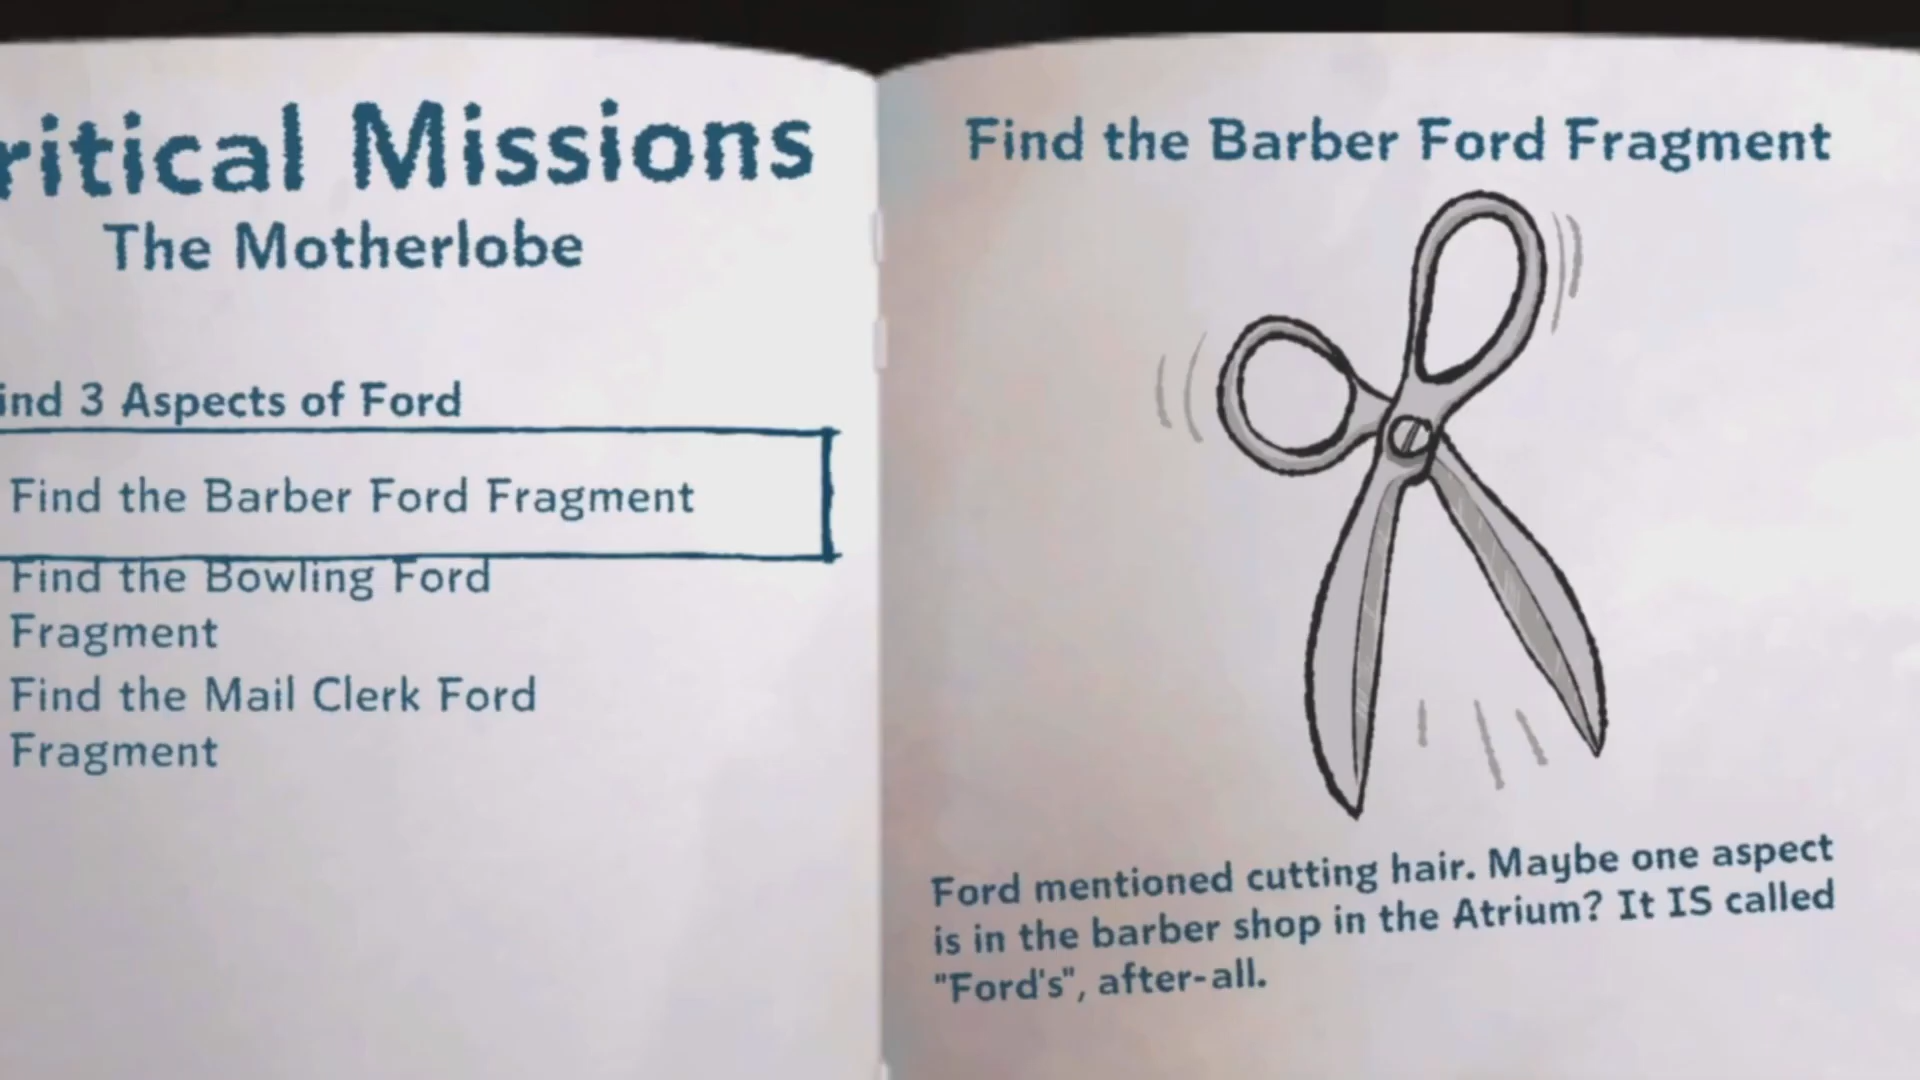 ritical Missions
The Motherlobe
ind 3 Aspects of Ford
Find the Barber Ford Fragment
Find the Bowling Ford
Fragment
Find the Mail Clerk Ford
Fragment
Find the Barber Ford Fragment
Ford mentioned cutting hair. Maybe one aspect
is in the barber shop in the Atrium? It IS called
"Ford's", after-all.